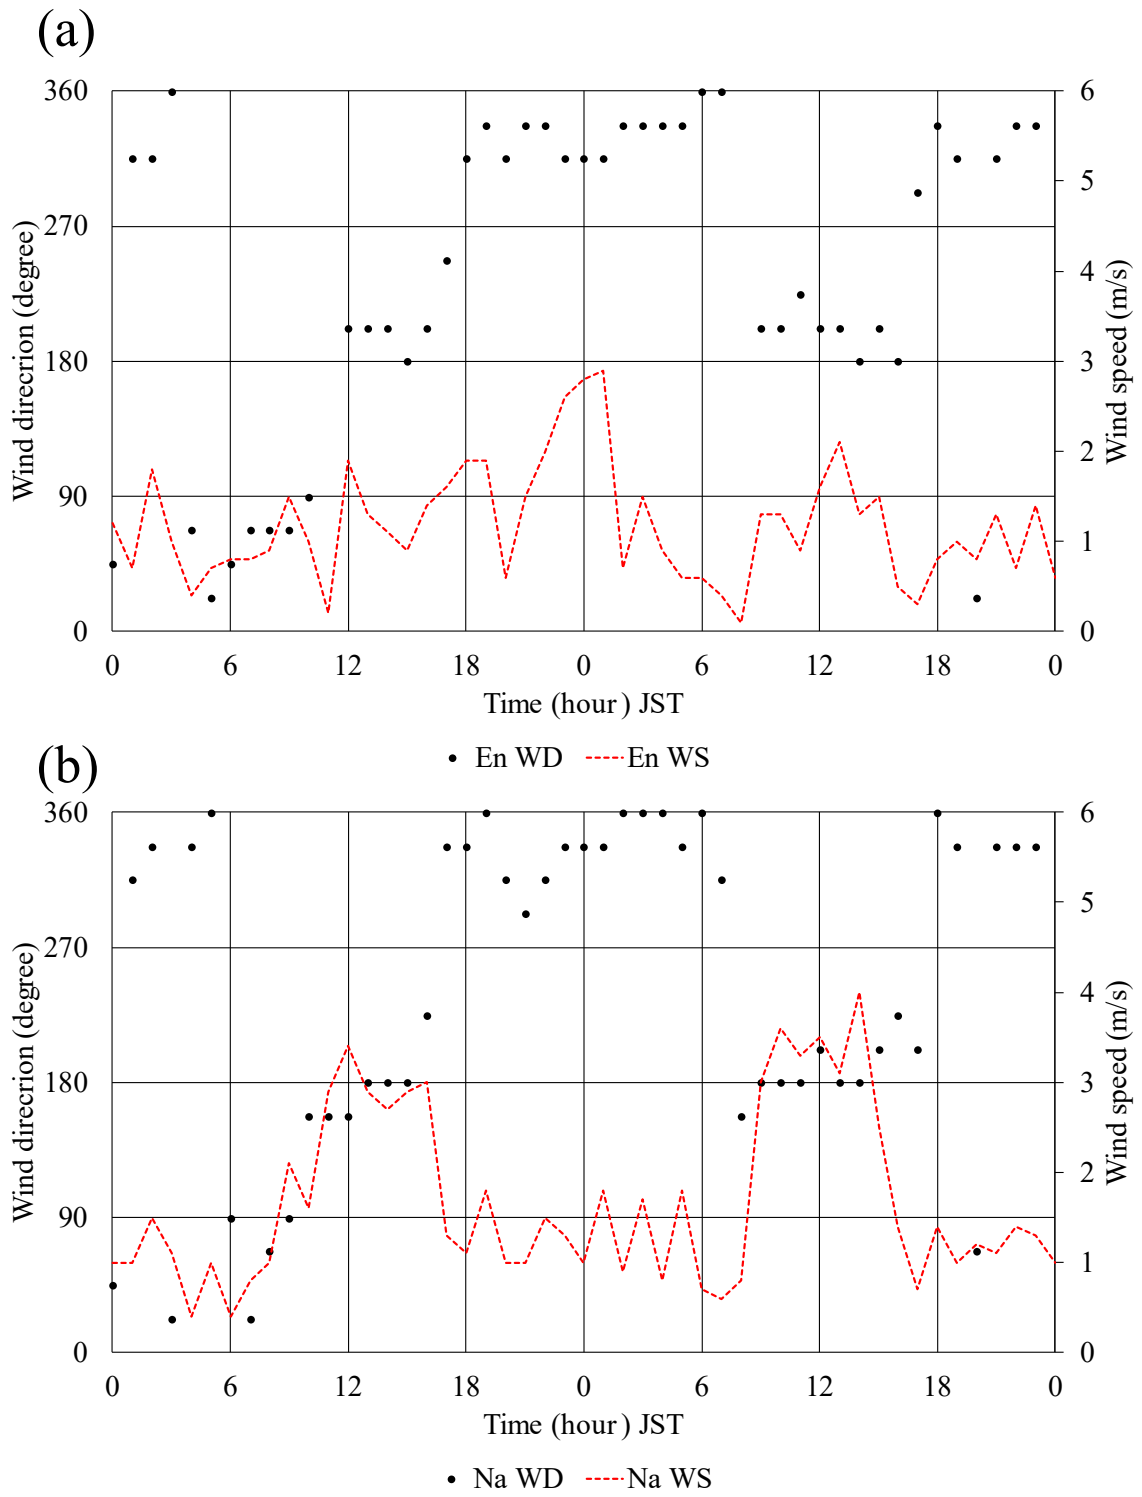 (a)
360
270
180
90
0
6
5
4
3
2
1
0
Wind direcrion (degree)
Wind speed (m/s)
0 6 12 18 0 6 12 18 0
Time (hour) JST
En WD En WS
(b)
360
270
180
90
0
6
5
4
3
2
1
0
Wind direcrion (degree)
Wind speed (m/s)
0 6 12 18 0 6 12 18 0
Time (hour) JST
Na WD Na WS